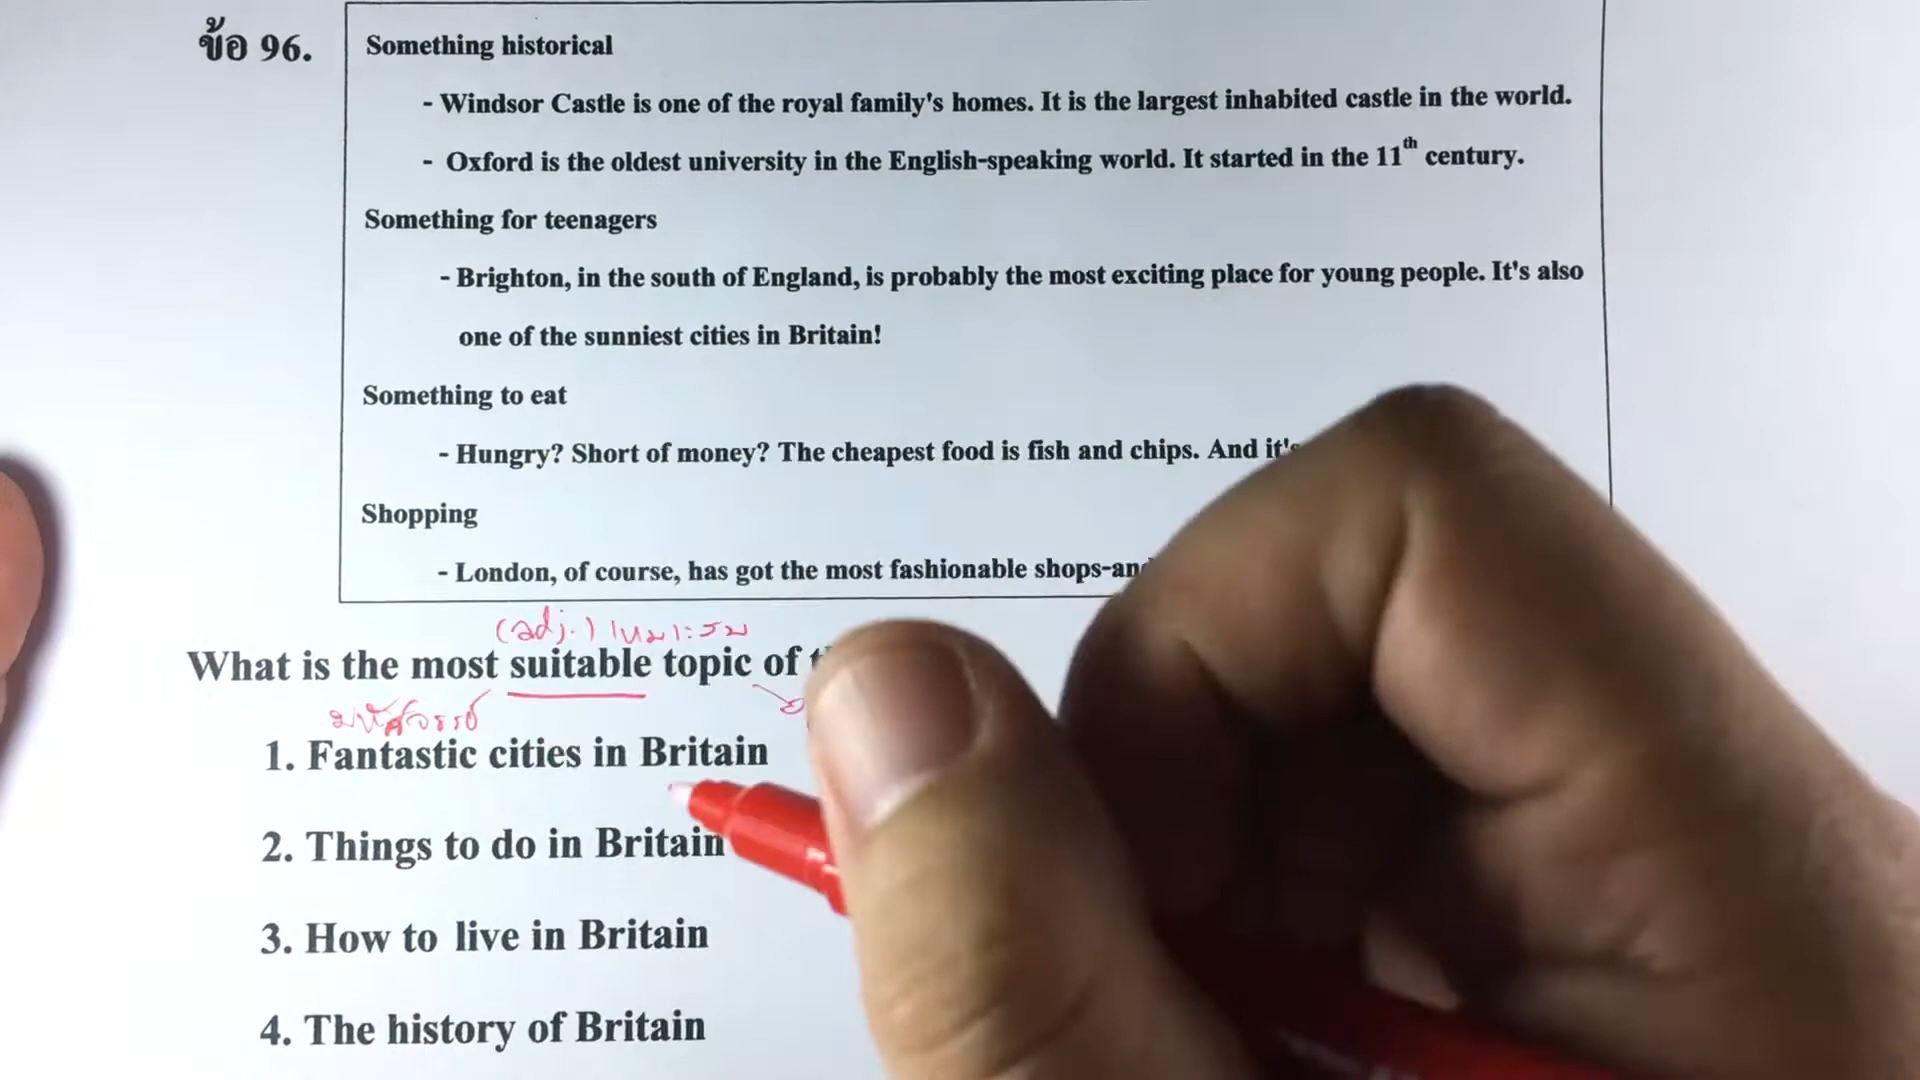 ข้อ 96.
Something historical
- Windsor Castle is one of the royal family's homes. It is the largest inhabited castle in the world.
- Oxford is the oldest university in the English-speaking world. It started in the 11th century.
Something for teenagers
- Brighton, in the south of England, is probably the most exciting place for young people. It's also
one of the sunniest cities in Britain!
Something to eat
- Hungry? Short of money? The cheapest food is fish and chips. And it's
Shopping
- London, of course, has got the most fashionable shops-an
(adj.) เหมาะสม
What is the most suitable topic of
มหัศจรรย์
1. Fantastic cities in Britain
2. Things to do in Britain
3. How to live in Britain
4. The history of Britain